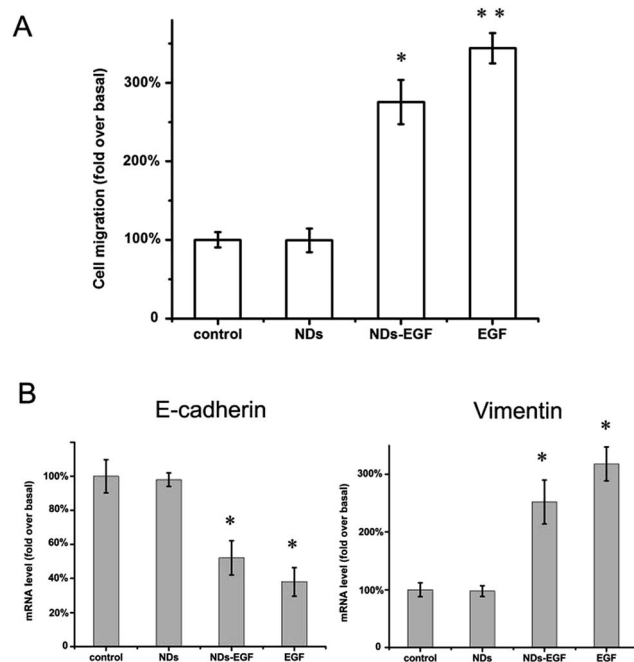 A
Cell migration (fold over basal)
300%
200%
100%
0
*
* *
control NDs NDs-EGF EGF
B
E-cadherin
mRNA level (fold over basal)
100%
80%
60%
40%
20%
0%
*
*
control NDs NDs-EGF EGF
Vimentin
mRNA level (fold over basal)
300%
200%
100%
0
*
*
control NDs NDs-EGF EGF